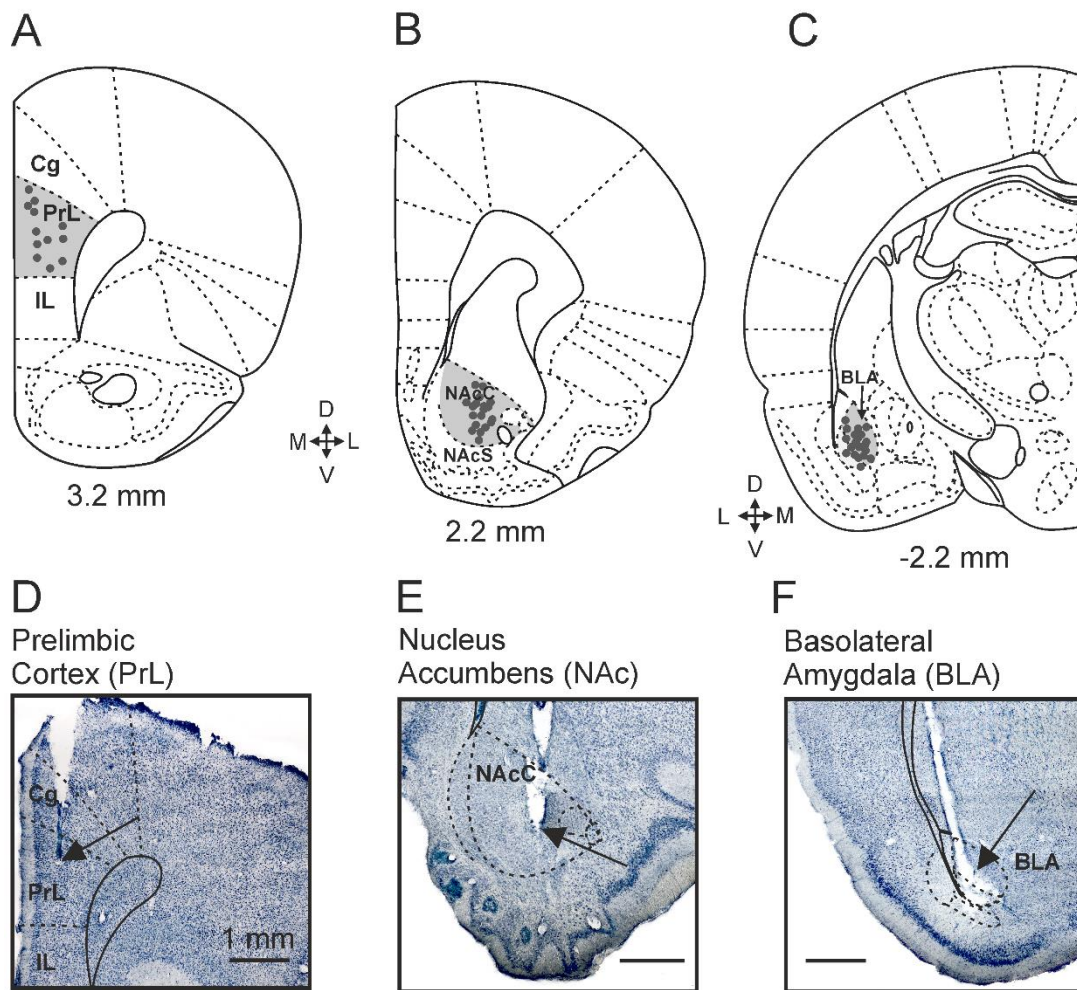 A
B
C
Cg
PrL
IL
D
M L
V
3.2 mm
NAcC
NAcS
2.2 mm
BLA
D
L M
V
-2.2 mm
D
Prelimbic
Cortex (PrL)
Cg
PrL
IL
1 mm
E
Nucleus
Accumbens (NAc)
NAcC
F
Basolateral
Amygdala (BLA)
BLA